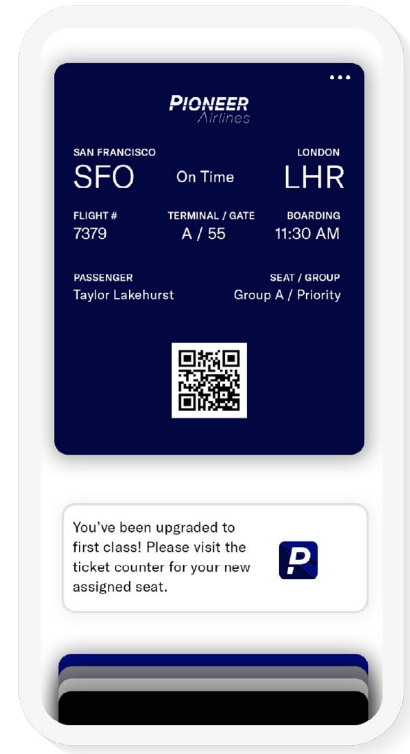 PIONEER
Airlines
SAN FRANCISCO LONDON
SFO On Time LHR
FLIGHT # TERMINAL / GATE BOARDING
7379 A / 55 11:30 AM
PASSENGER SEAT / GROUP
Taylor Lakehurst Group A / Priority
You've been upgraded to
first class! Please visit the
ticket counter for your new
assigned seat.
P